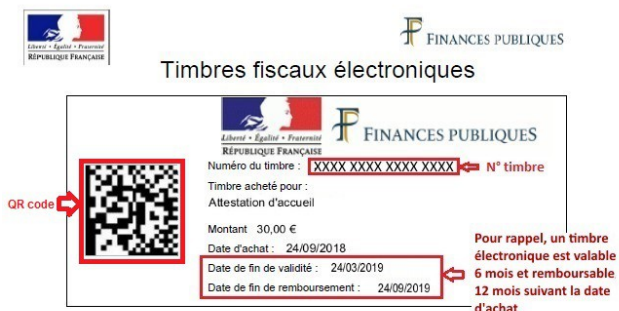 Liberté • Égalité • Fraternité
RÉPUBLIQUE FRANÇAISE
FINANCES PUBLIQUES
Timbres fiscaux électroniques
Liberté • Égalité • Fraternité
RÉPUBLIQUE FRANÇAISE
FINANCES PUBLIQUES
Numéro du timbre : XXXX XXXX XXXX XXXX N° timbre
Timbre acheté pour :
Attestation d'accueil
QR code
Montant 30,00 €
Date d'achat : 24/09/2018
Date de fin de validité : 24/03/2019
Date de fin de remboursement : 24/09/2019
Pour rappel, un timbre
électronique est valable
6 mois et remboursable
12 mois suivant la date
d'achat